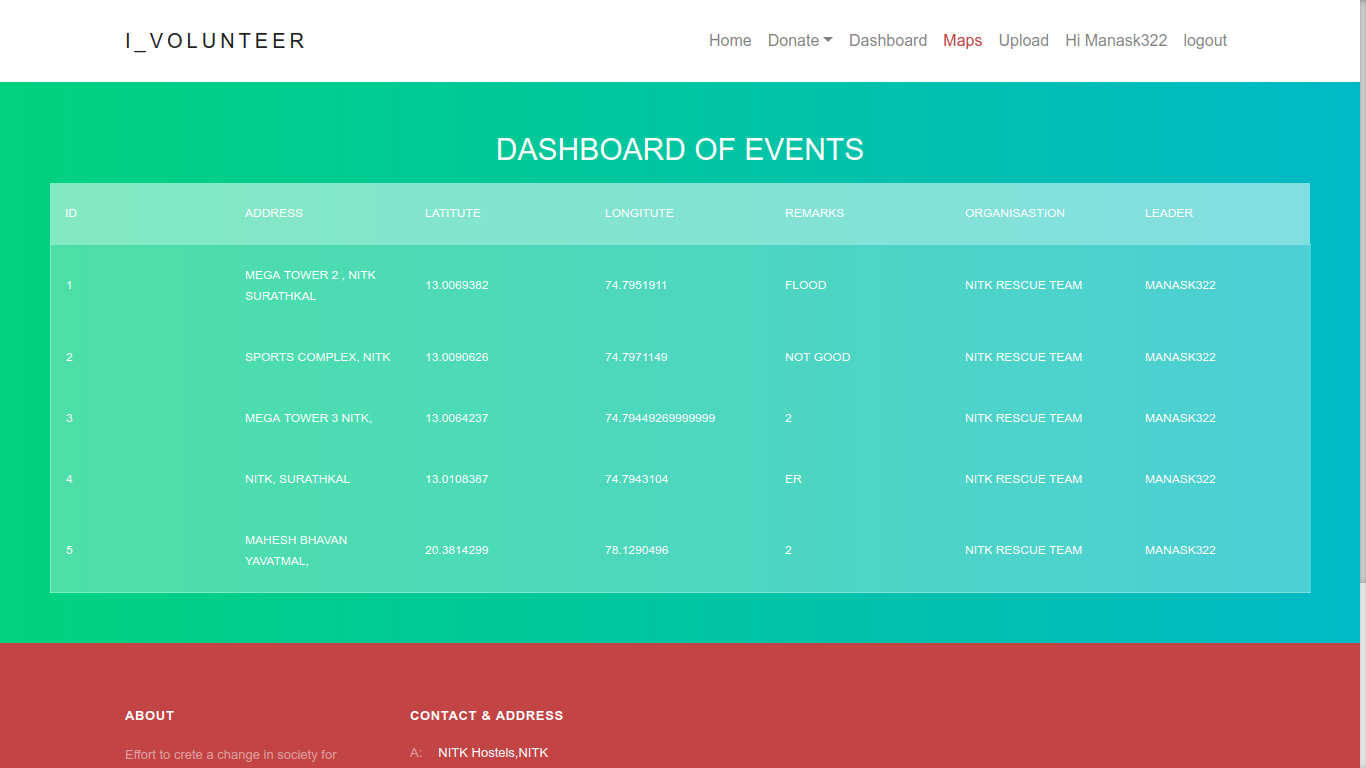 I_VOLUNTEER
Home Donate Dashboard Maps Upload Hi Manask322 logout
DASHBOARD OF EVENTS
ID ADDRESS LATITUTE LONGITUTE REMARKS ORGANISASTION LEADER
1 MEGA TOWER 2 , NITK SURATHKAL 13.0069382 74.7951911 FLOOD NITK RESCUE TEAM MANASK322
2 SPORTS COMPLEX, NITK 13.0090626 74.7971149 NOT GOOD NITK RESCUE TEAM MANASK322
3 MEGA TOWER 3 NITK, 13.0064237 74.79449269999999 2 NITK RESCUE TEAM MANASK322
4 NITK, SURATHKAL 13.0108387 74.7943104 ER NITK RESCUE TEAM MANASK322
5 MAHESH BHAVAN YAVATMAL, 20.3814299 78.1290496 2 NITK RESCUE TEAM MANASK322
ABOUT
Effort to crete a change in society for
CONTACT & ADDRESS
A: NITK Hostels,NITK